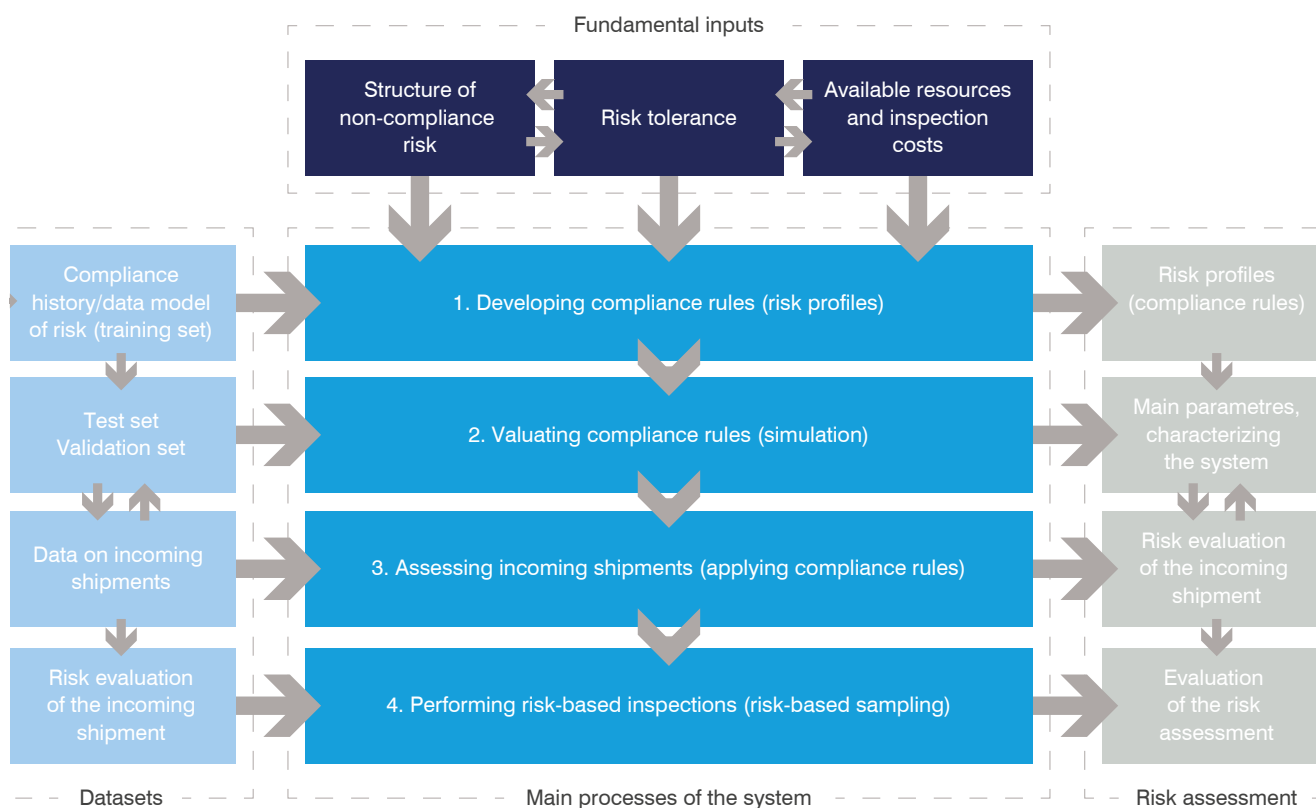 Fundamental inputs
Structure of
non-compliance
risk
Risk tolerance
Available resources
and inspection
costs
Compliance
history/data model
of risk (training set)
1. Developing compliance rules (risk profiles)
Risk profiles
(compliance rules)
Test set
Validation set
2. Valuating compliance rules (simulation)
Main parametres,
characterizing
the system
Data on incoming
shipments
3. Assessing incoming shipments (applying compliance rules)
Risk evaluation
of the incoming
shipment
Risk evaluation
of the incoming
shipment
4. Performing risk-based inspections (risk-based sampling)
Evaluation
of the risk
assessment
Datasets
Main processes of the system
Risk assessment